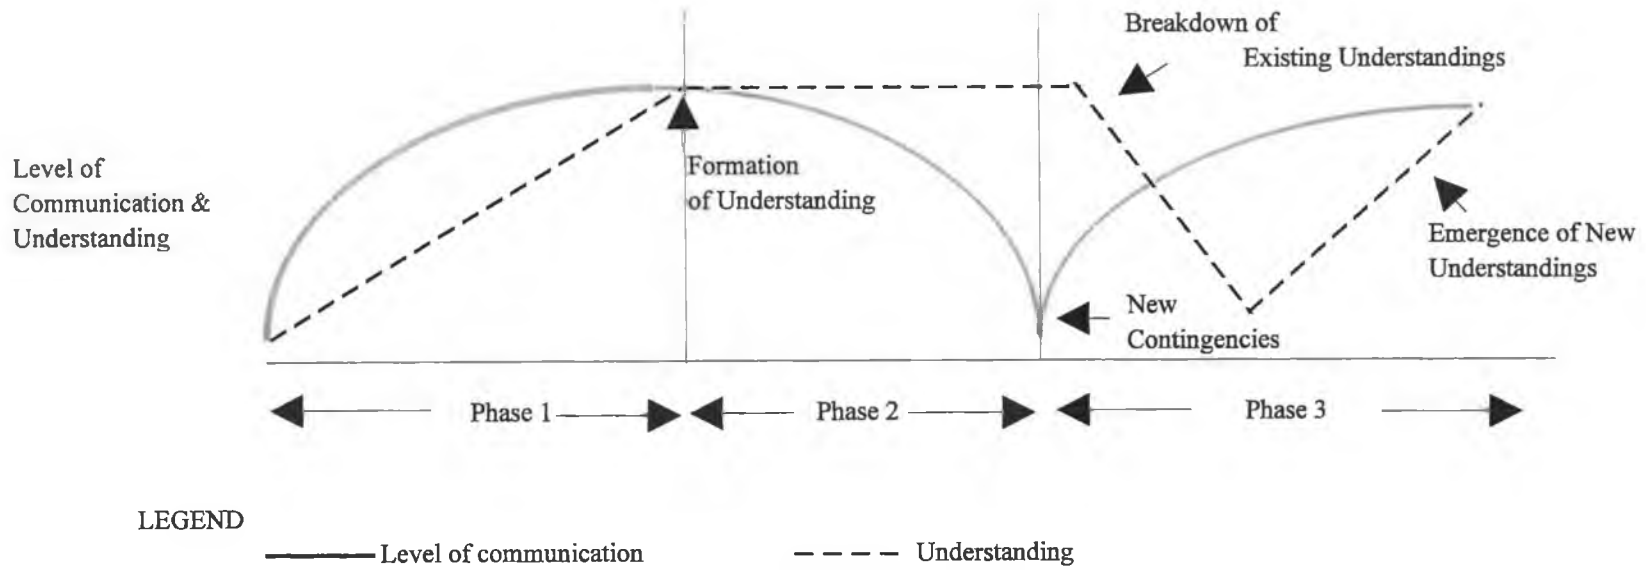 Breakdown of
Existing Understandings
Level of
Communication &
Understanding
Formation
of Understanding
Emergence of New
Understandings
New
Contingencies
Phase 1
Phase 2
Phase 3
LEGEND
Level of communication
Understanding